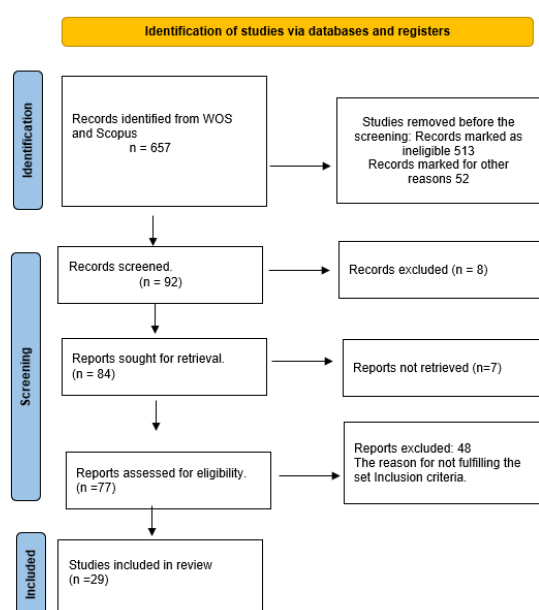 Identification of studies via databases and registers
Identification
Records identified from WOS
and Scopus
n = 657
Studies removed before the
screening: Records marked as
ineligible 513
Records marked for other
reasons 52
Screening
Records screened.
(n = 92)
Records excluded (n = 8)
Reports sought for retrieval.
(n = 84)
Reports not retrieved (n=7)
Reports assessed for eligibility.
(n =77)
Reports excluded: 48
The reason for not fulfilling the
set Inclusion criteria.
Included
Studies included in review
(n =29)